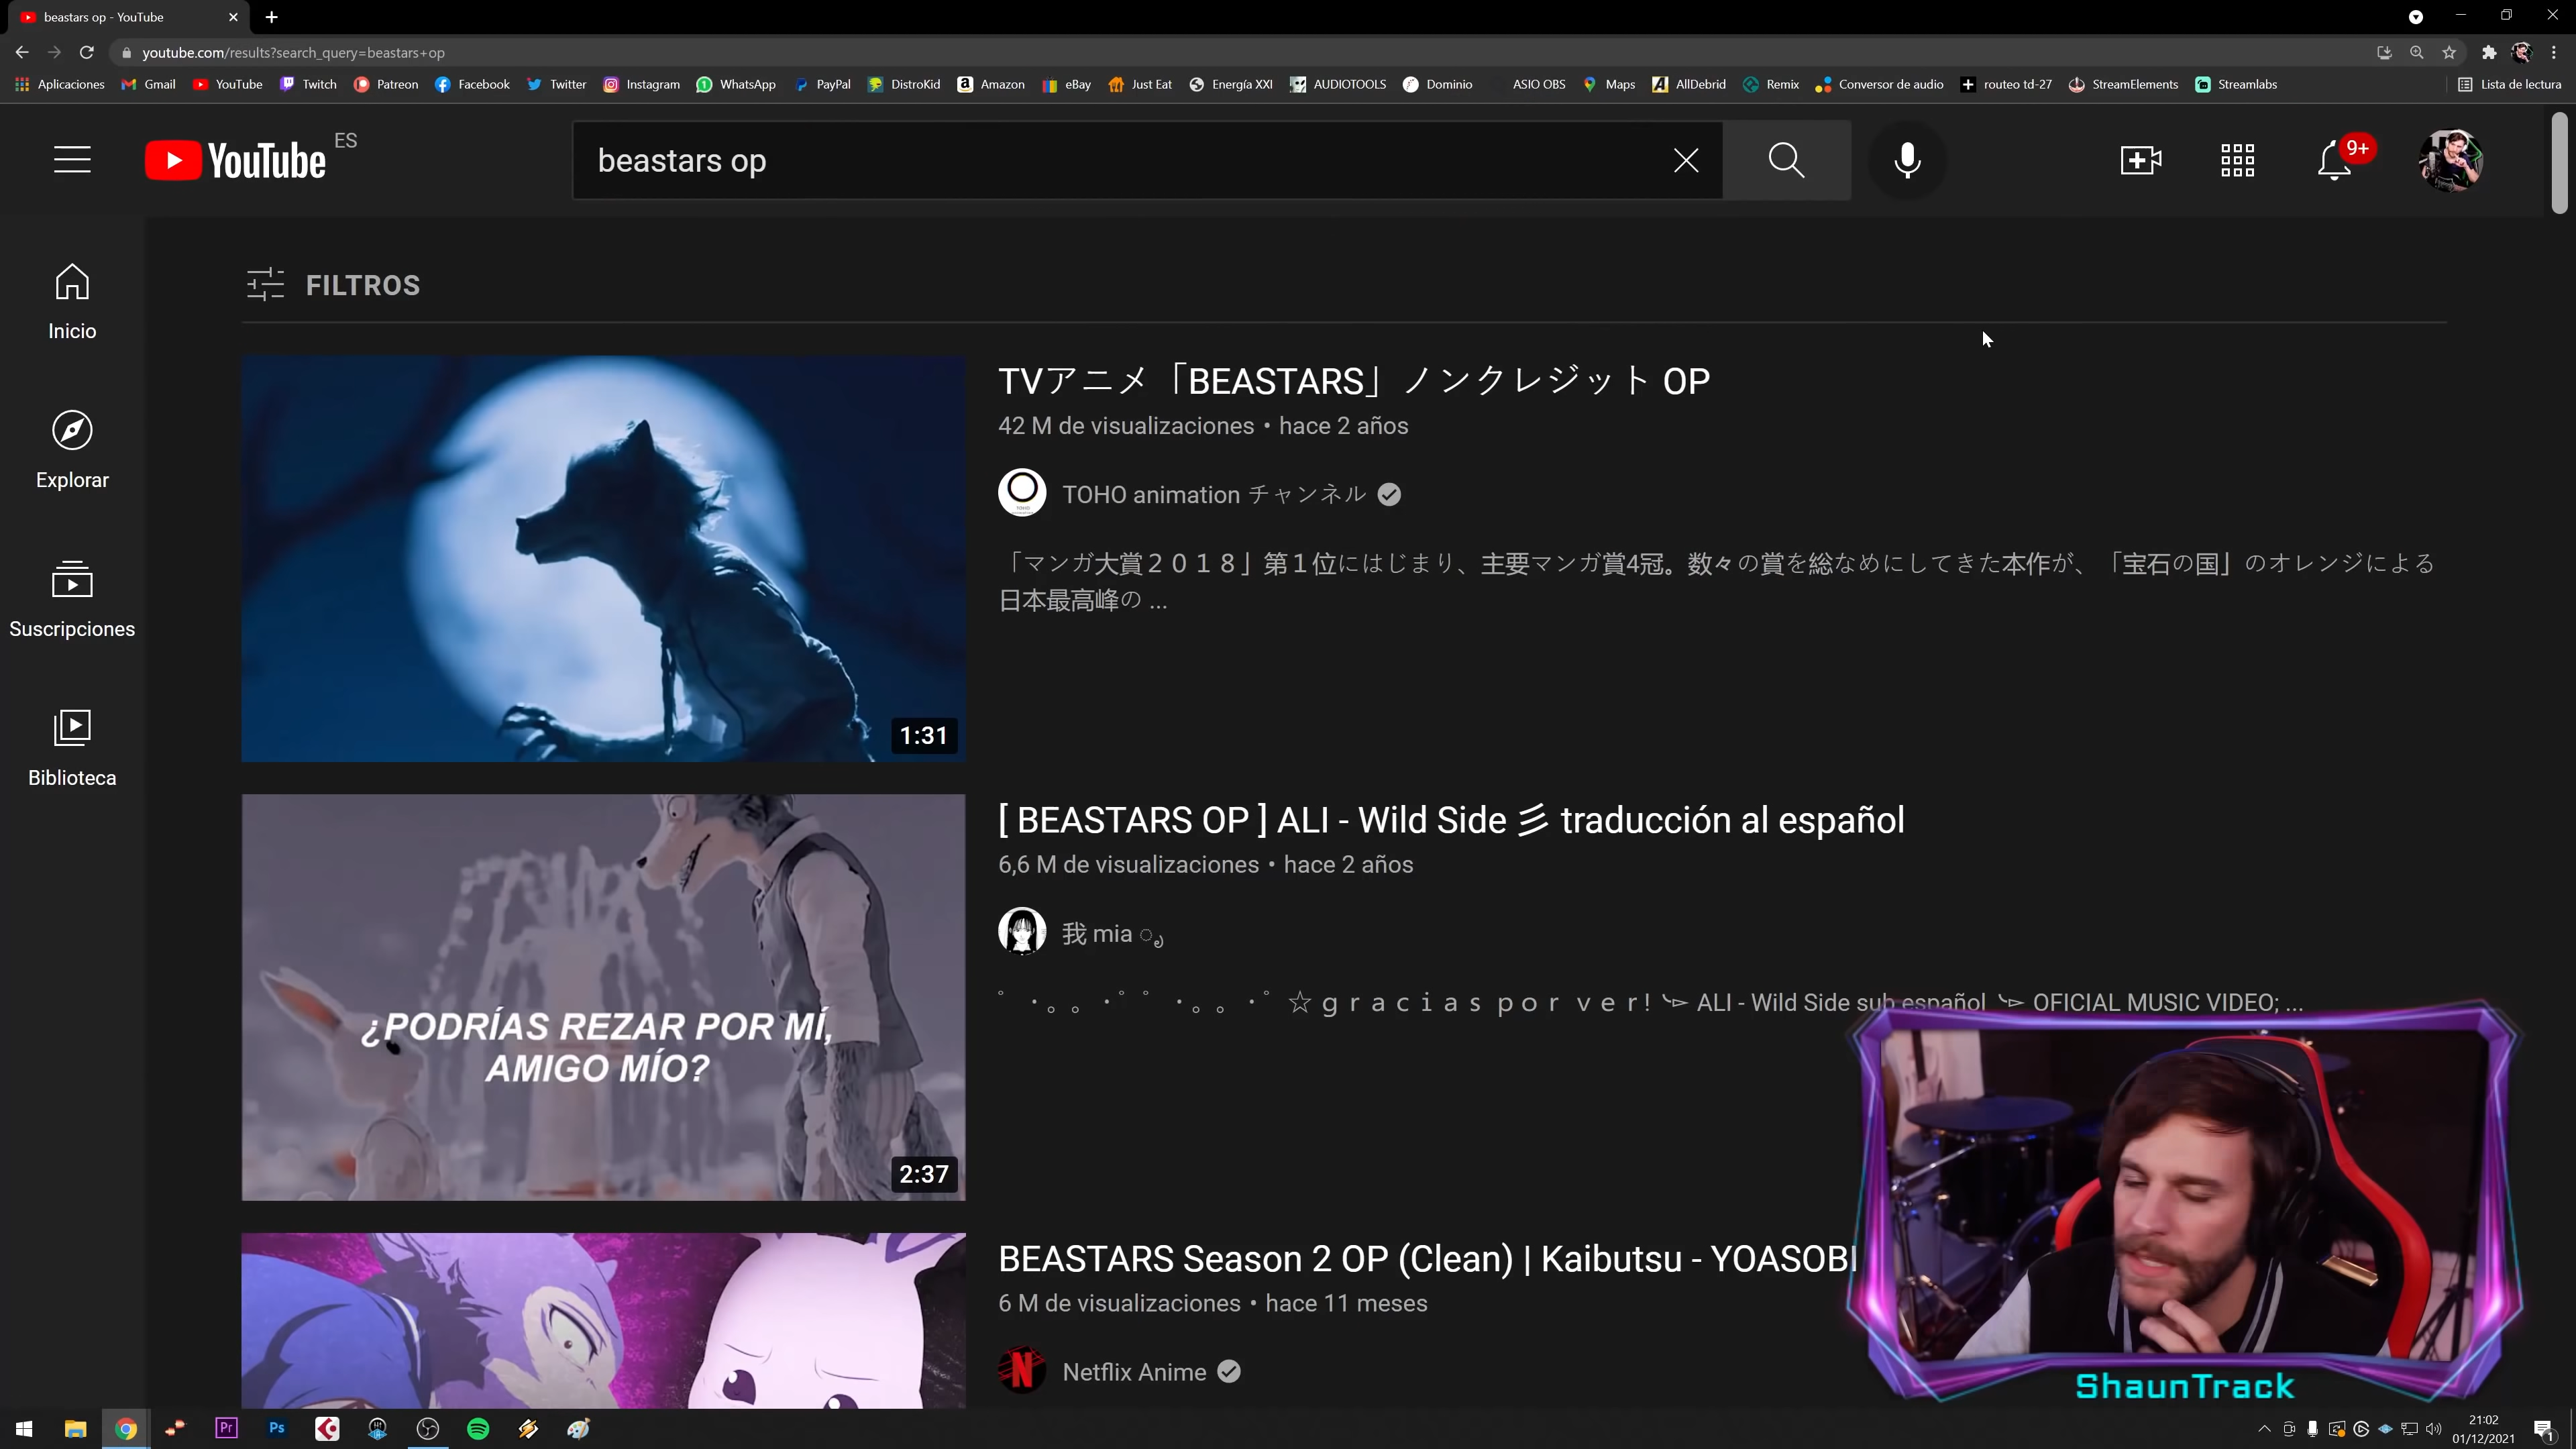 beastars op - YouTube
youtube.com/results?search_query=beastars+op
Aplicaciones Gmail YouTube Twitch Patreon Facebook Twitter Instagram WhatsApp PayPal DistroKid Amazon eBay Just Eat Energía XXI AUDIOTOOLS Dominio ASIO OBS Maps AllDebrid Remix Conversor de audio routeo td-27 StreamElements Streamlabs Lista de lectura
YouTube ES
beastars op
9+
FILTROS
Inicio
Explorar
Suscripciones
Biblioteca
TVアニメ「BEASTARS」ノンクレジット OP
42 M de visualizaciones • hace 2 años
TOHO animation チャンネル
「マンガ大賞２０１８」第１位にはじまり、主要マンガ賞4冠。数々の賞を総なめにしてきた本作が、「宝石の国」のオレンジによる
日本最高峰の ...
1:31
[ BEASTARS OP ] ALI - Wild Side 彡 traducción al español
6,6 M de visualizaciones • hace 2 años
我 mia
☆ g r a c i a s p o r v e r ! ALI - Wild Side sub español OFICIAL MUSIC VIDEO; ...
¿PODRÍAS REZAR POR MÍ,
AMIGO MÍO?
2:37
BEASTARS Season 2 OP (Clean) | Kaibutsu - YOASOBI
6 M de visualizaciones • hace 11 meses
N Netflix Anime
ShaunTrack
Pr Ps
21:02
01/12/2021
1